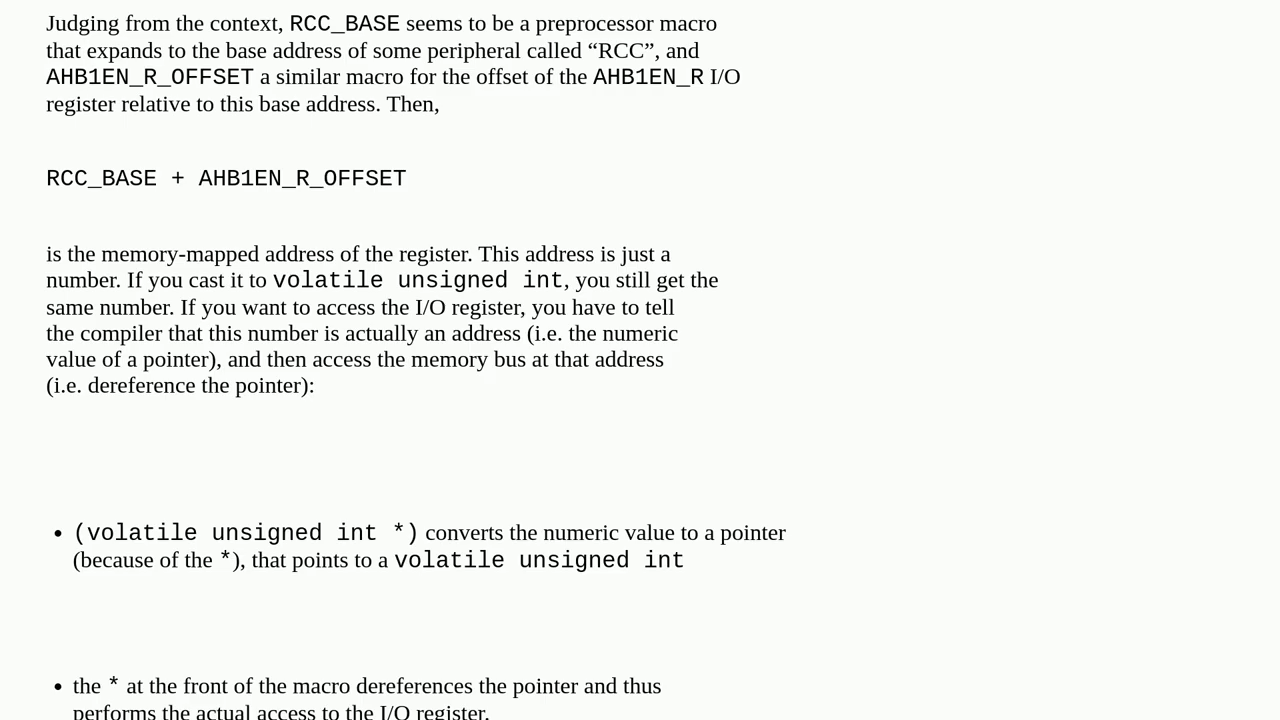 Judging from the context, RCC_BASE seems to be a preprocessor macro
that expands to the base address of some peripheral called “RCC”, and
AHB1EN_R_OFFSET a similar macro for the offset of the AHB1EN_R I/O
register relative to this base address. Then,
RCC_BASE + AHB1EN_R_OFFSET
is the memory-mapped address of the register. This address is just a
number. If you cast it to volatile unsigned int, you still get the
same number. If you want to access the I/O register, you have to tell
the compiler that this number is actually an address (i.e. the numeric
value of a pointer), and then access the memory bus at that address
(i.e. dereference the pointer):
• (volatile unsigned int *) converts the numeric value to a pointer
(because of the *), that points to a volatile unsigned int
• the * at the front of the macro dereferences the pointer and thus
performs the actual access to the I/O register.